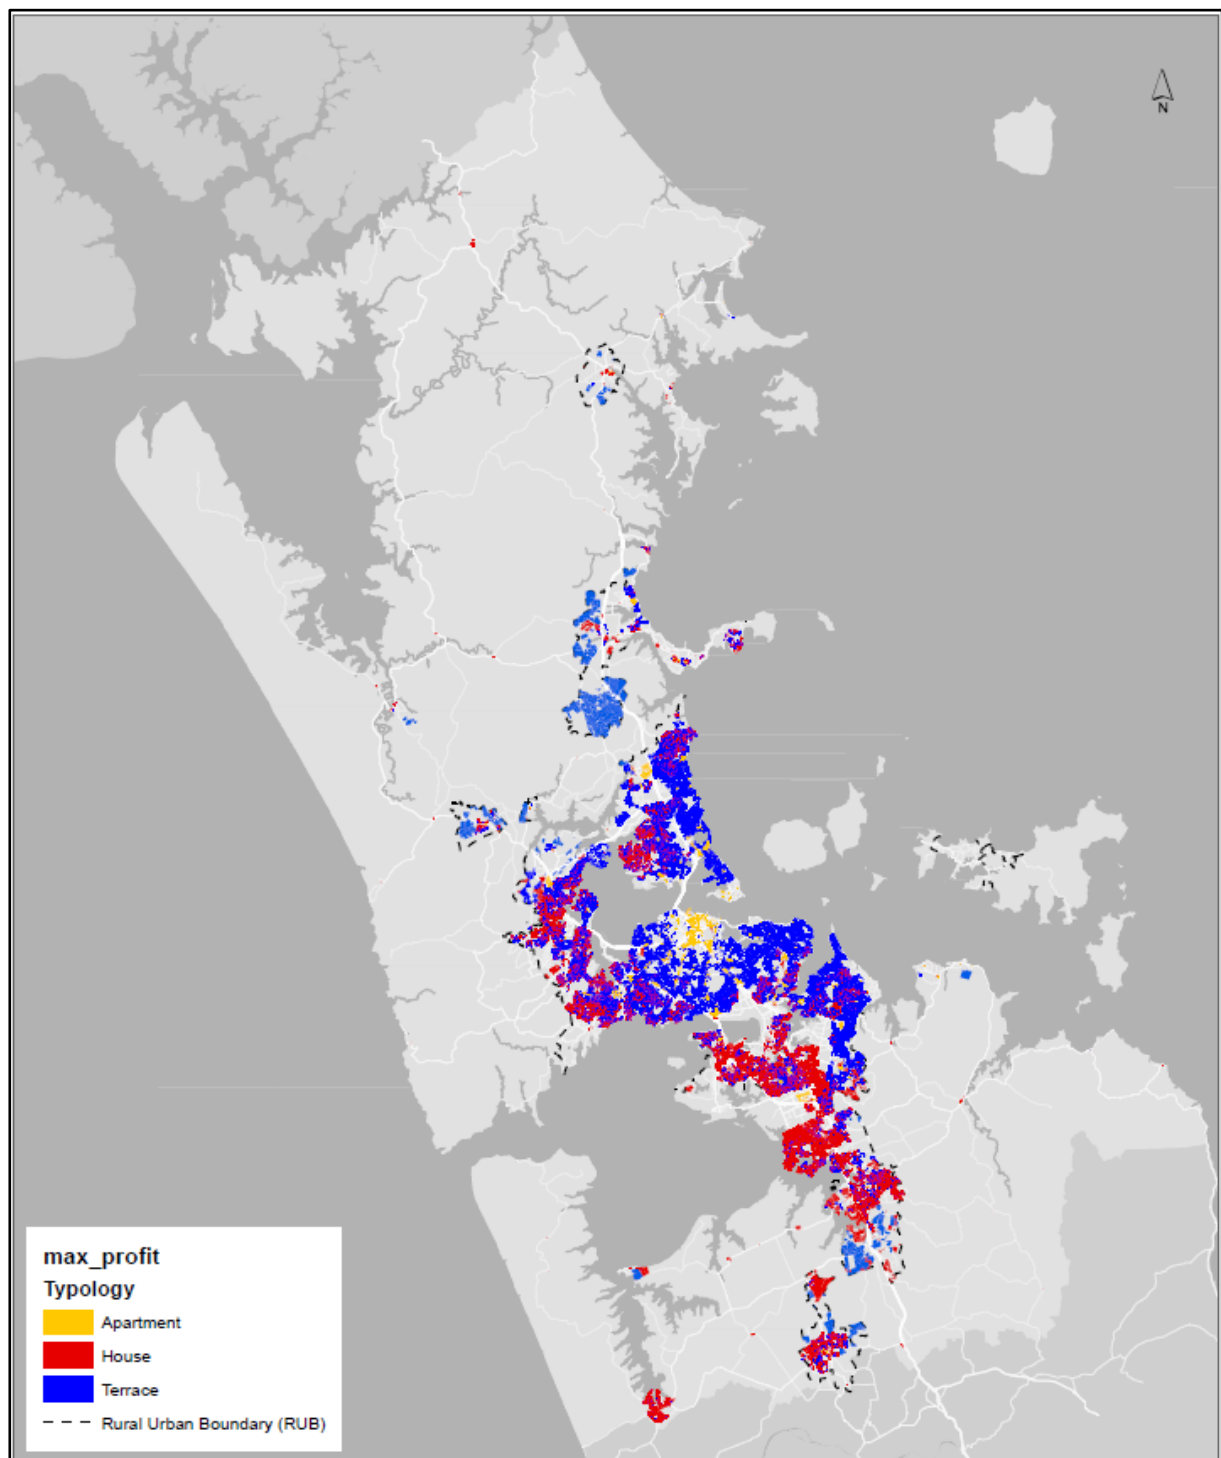 N
max_profit
Typology
Apartment
House
Terrace
Rural Urban Boundary (RUB)